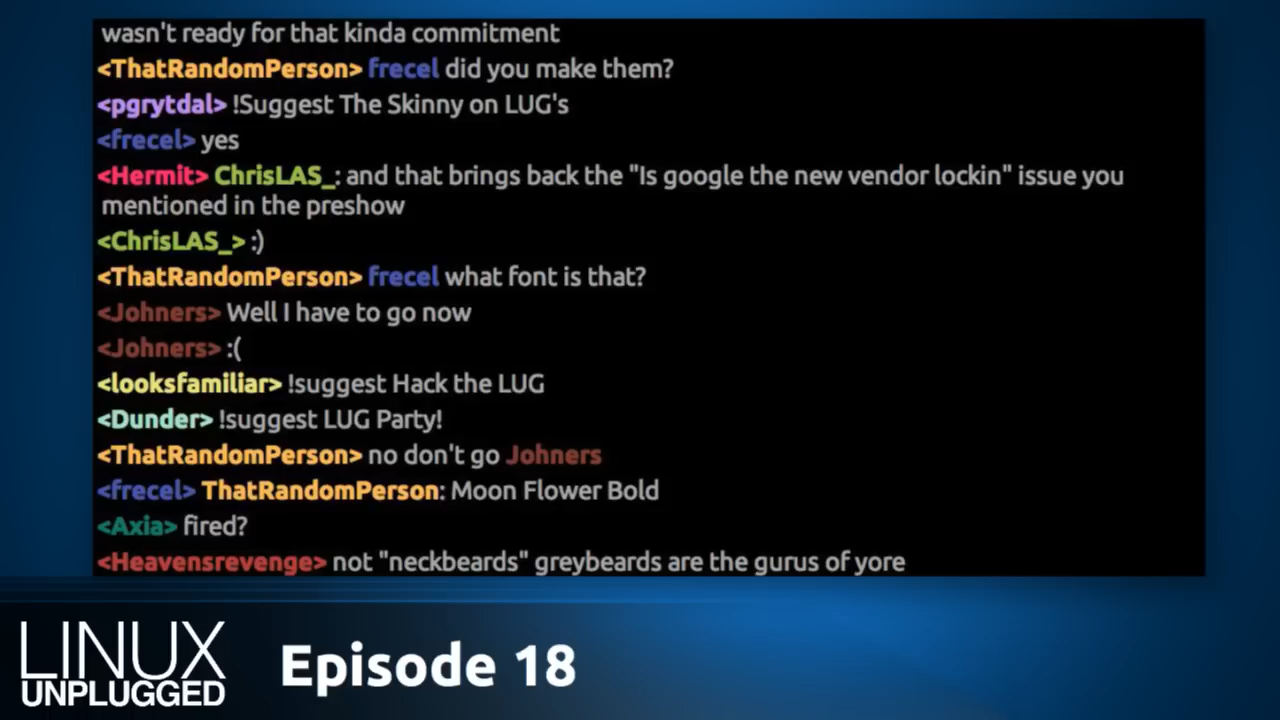 wasn't ready for that kinda commitment
<ThatRandomPerson> frecel did you make them?
<pgrytdal> !Suggest The Skinny on LUG's
<frecel> yes
<Hermit> ChrisLAS_: and that brings back the "Is google the new vendor lockin" issue you
mentioned in the preshow
<ChrisLAS_> :)
<ThatRandomPerson> frecel what font is that?
<Johners> Well I have to go now
<Johners> :(
<looksfamiliar> !suggest Hack the LUG
<Dunder> !suggest LUG Party!
<ThatRandomPerson> no don't go Johners
<frecel> ThatRandomPerson: Moon Flower Bold
<Axia> fired?
<Heavensrevenge> not "neckbeards" greybeards are the gurus of yore
LINUX
UNPLUGGED
Episode 18